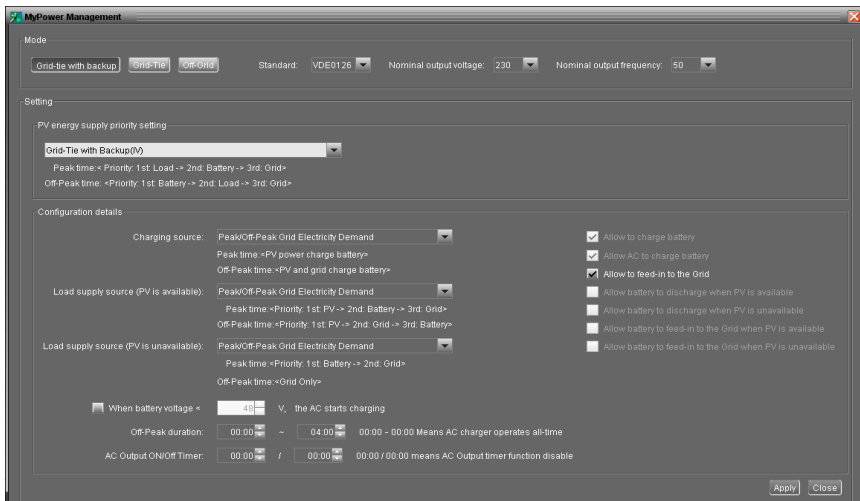 MyPower Management
Mode
Grid-tie with backup Grid-Tie Off-Grid Standard: VDE0126 Nominal output voltage: 230 Nominal output frequency: 50
Setting
PV energy supply priority setting
Grid-Tie with Backup(IV)
Peak time:< Priority: 1st: Load -> 2nd: Battery -> 3rd: Grid>
Off-Peak time: <Priority: 1st: Battery -> 2nd: Load -> 3rd: Grid>
Configuration details
Charging source: Peak/Off-Peak Grid Electricity Demand
Peak time:<PV power charge battery>
Off-Peak time:<PV and grid charge battery>
Load supply source (PV is available): Peak/Off-Peak Grid Electricity Demand
Peak time:<Priority: 1st: PV -> 2nd: Battery -> 3rd: Grid>
Off-Peak time:<Priority: 1st: PV -> 2nd: Grid -> 3rd: Battery>
Load supply source (PV is unavailable): Peak/Off-Peak Grid Electricity Demand
Peak time:<Priority: 1st: Battery -> 2nd: Grid>
Off-Peak time:<Grid Only>
When battery voltage < 48 V, the AC starts charging
Off-Peak duration: 00:00 ~ 04:00 00:00 - 00:00 Means AC charger operates all-time
AC Output ON/Off Timer: 00:00 / 00:00 00:00 / 00:00 means AC Output timer function disable
Allow to charge battery
Allow AC to charge battery
Allow to feed-in to the Grid
Allow battery to discharge when PV is available
Allow battery to discharge when PV is unavailable
Allow battery to feed-in to the Grid when PV is available
Allow battery to feed-in to the Grid when PV is unavailable
Apply Close